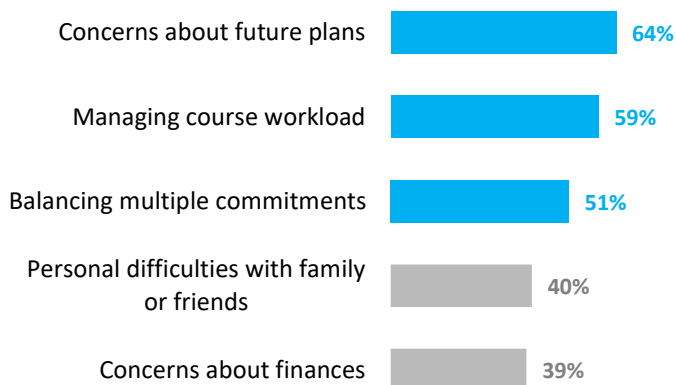 Concerns about future plans 64%
Managing course workload 59%
Balancing multiple commitments 51%
Personal difficulties with family
or friends 40%
Concerns about finances 39%